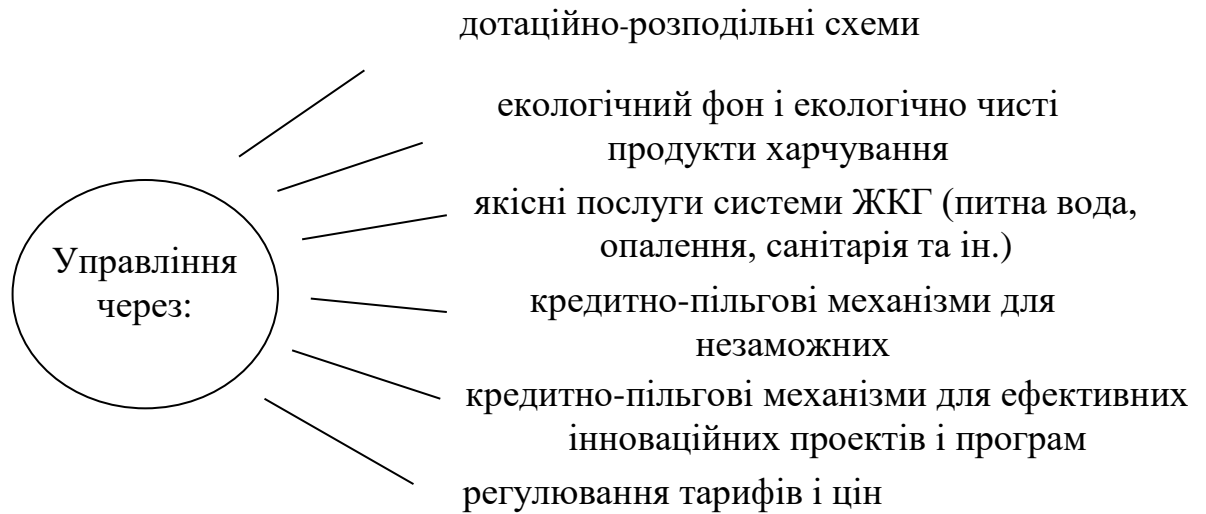 дотаційно-розподільні схеми
екологічний фон і екологічно чисті
продукти харчування
якісні послуги системи ЖКГ (питна вода,
опалення, санітарія та ін.)
Управління
через:
кредитно-пільгові механізми для
незаможних
кредитно-пільгові механізми для ефективних
інноваційних проектів і програм
регулювання тарифів і цін